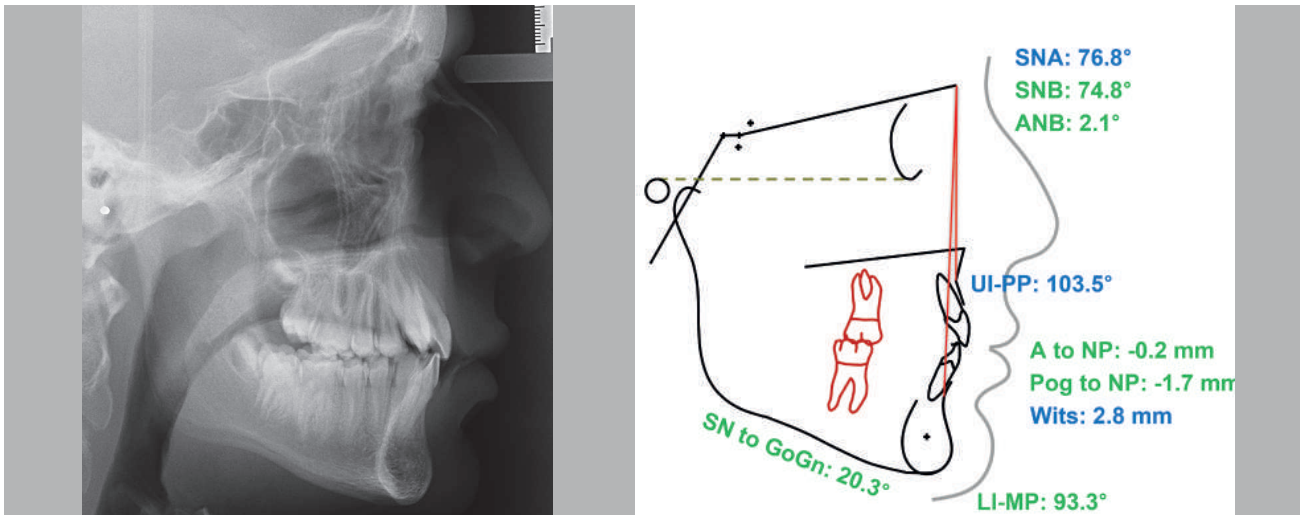 SNA: 76.8°
SNB: 74.8°
ANB: 2.1°
UI-PP: 103.5°
A to NP: -0.2 mm
Pog to NP: -1.7 mm
Wits: 2.8 mm
SN to GoGn: 20.3°
LI-MP: 93.3°